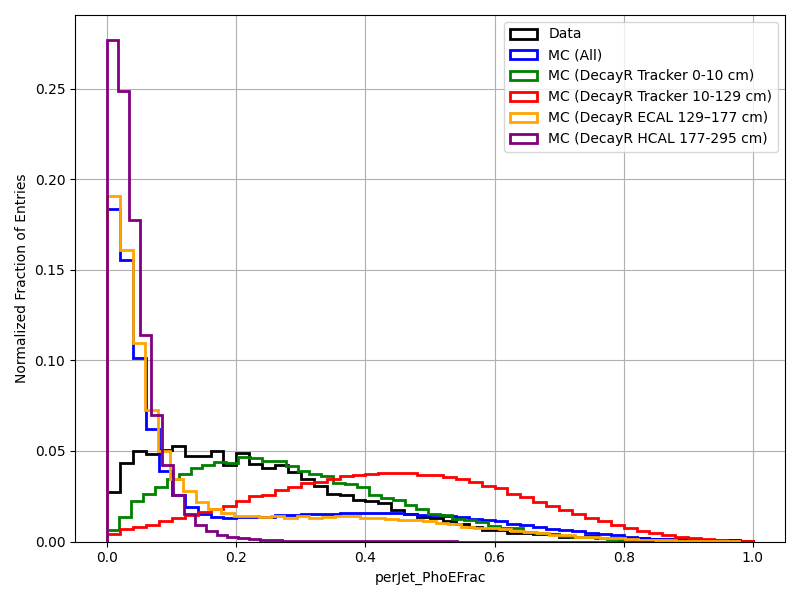 Data
MC (All)
MC (DecayR Tracker 0-10 cm)
MC (DecayR Tracker 10-129 cm)
MC (DecayR ECAL 129–177 cm)
MC (DecayR HCAL 177-295 cm)
Normalized Fraction of Entries
0.25
0.20
0.15
0.10
0.05
0.00
0.0 0.2 0.4 0.6 0.8 1.0
perJet_PhoEFrac